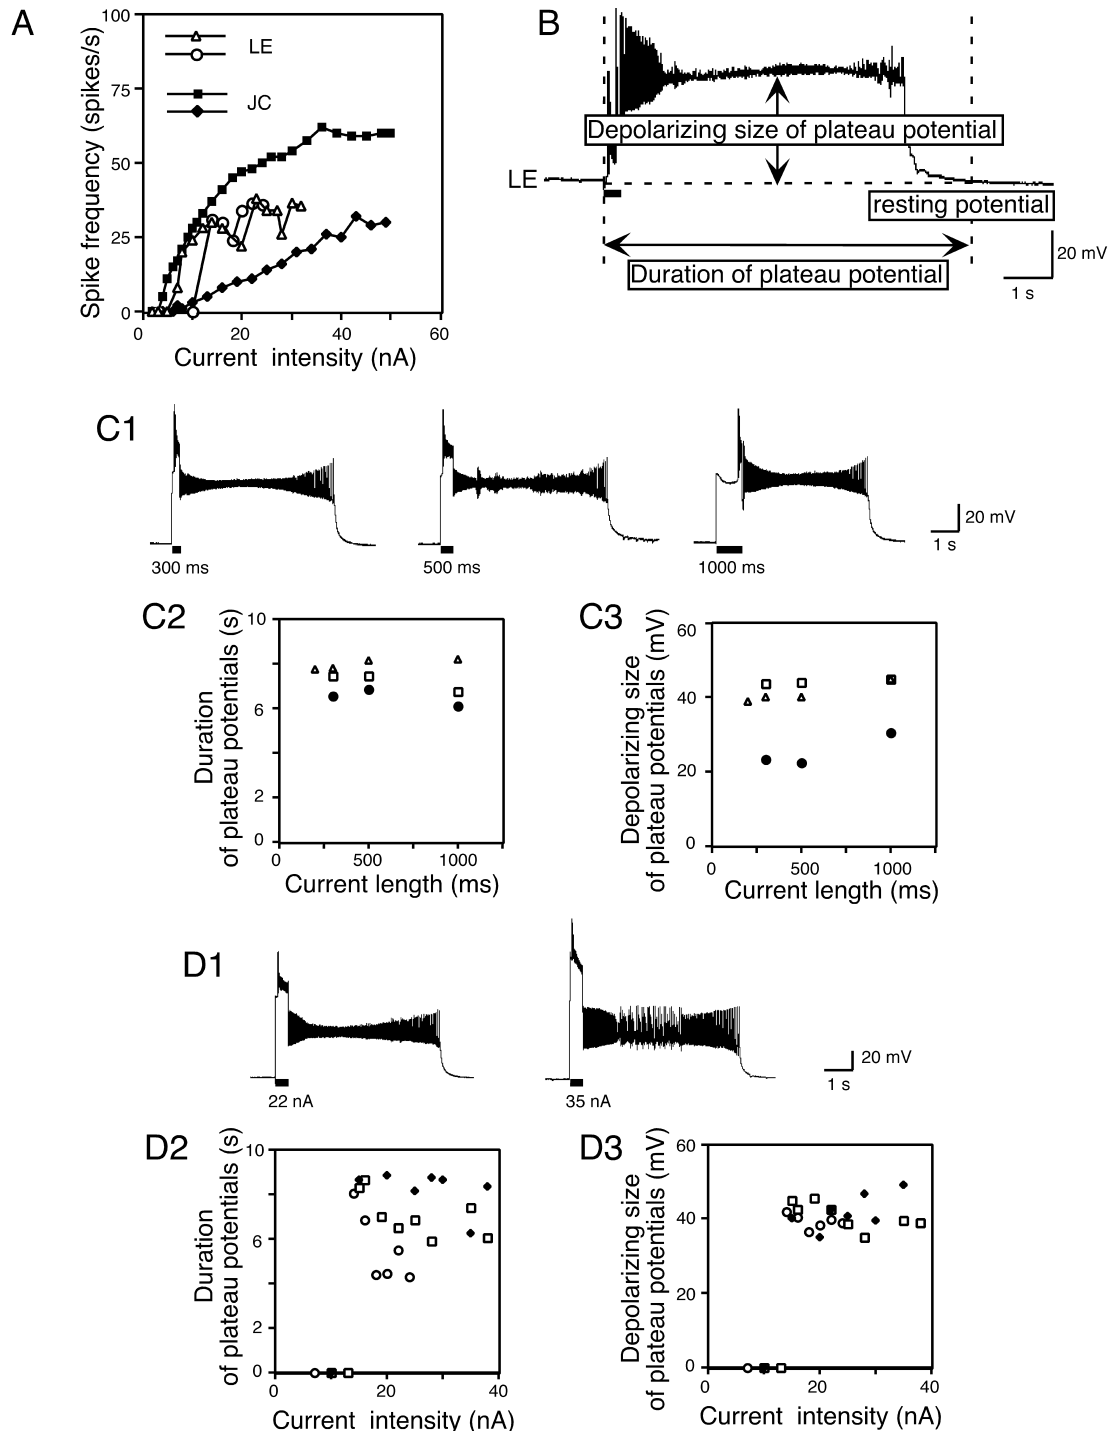 A
Spike frequency (spikes/s)
100
75
50
25
0
LE
JC
0
20
40
60
Current intensity (nA)
B
Depolarizing size of plateau potential
LE
resting potential
Duration of plateau potential
20 mV
1 s
C1
300 ms
500 ms
1000 ms
20 mV
1 s
C2
Duration
of plateau potentials (s)
10
6
2
0
0
500
1000
Current length (ms)
C3
Depolarizing size
of plateau potentials (mV)
60
40
20
0
0
500
1000
Current length (ms)
D1
22 nA
35 nA
20 mV
1 s
D2
Duration
of plateau potentials (s)
10
6
2
0
0
20
40
Current intensity (nA)
D3
Depolarizing size
of plateau potentials (mV)
60
40
20
0
0
20
40
Current intensity (nA)